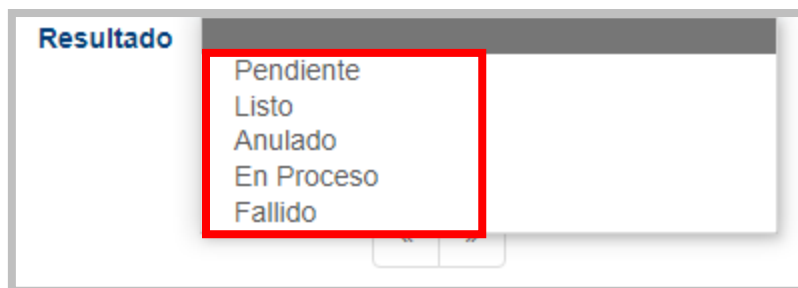 Resultado
Pendiente
Listo
Anulado
En Proceso
Fallido
« »